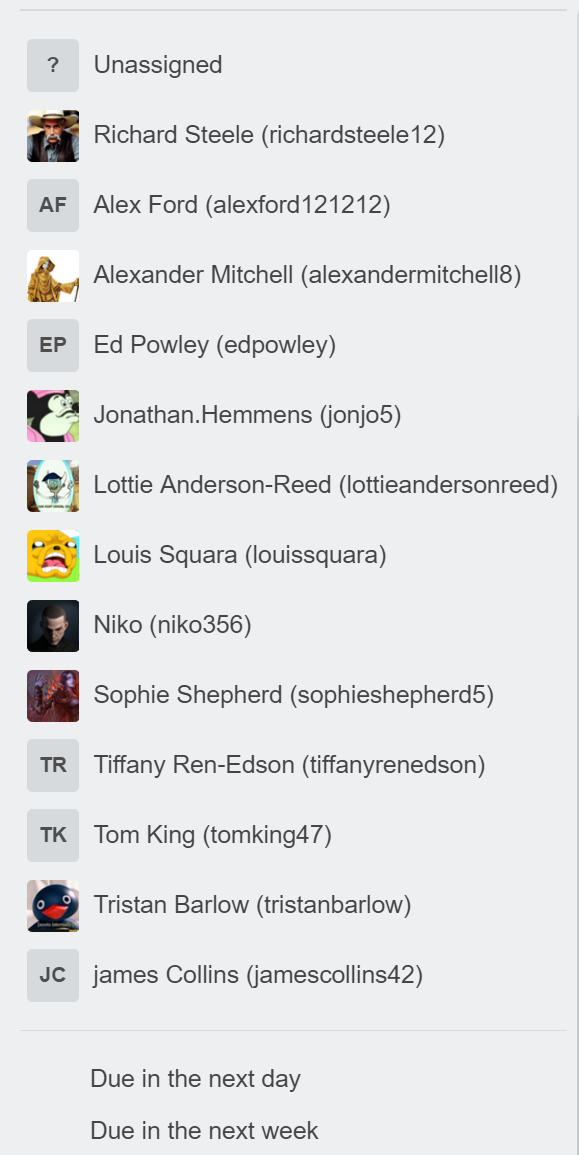 ?
Unassigned
Richard Steele (richardsteele12)
AF
Alex Ford (alexford121212)
Alexander Mitchell (alexandermitchell8)
EP
Ed Powley (edpowley)
Jonathan.Hemmens (jonjo5)
Lottie Anderson-Reed (lottieandersonreed)
Louis Squara (louissquara)
Niko (niko356)
Sophie Shepherd (sophieshepherd5)
TR
Tiffany Ren-Edson (tiffanyrenedson)
TK
Tom King (tomking47)
Tristan Barlow (tristanbarlow)
JC
james Collins (jamescollins42)
Due in the next day
Due in the next week